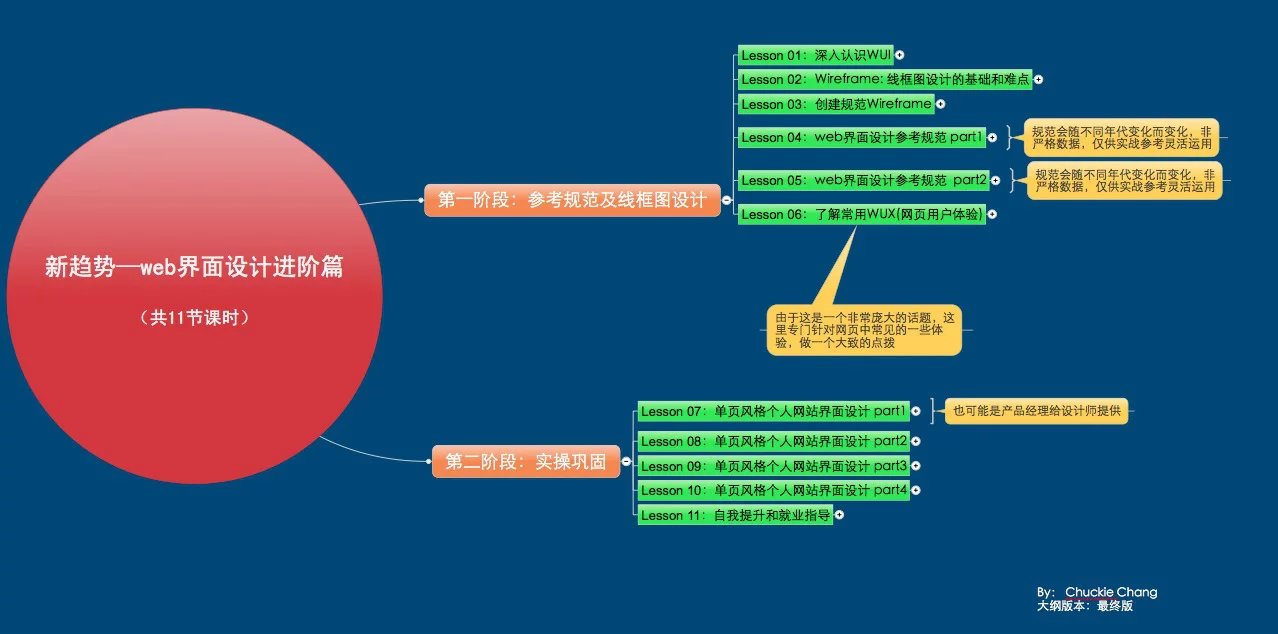 新趋势—web界面设计进阶篇
（共11节课时）
第一阶段：参考规范及线框图设计
Lesson 01：深入认识WUI
Lesson 02：Wireframe: 线框图设计的基础和难点
Lesson 03：创建规范Wireframe
Lesson 04：web界面设计参考规范 part1
规范会随不同年代变化而变化，非
严格数据，仅供实战参考灵活运用
Lesson 05：web界面设计参考规范 part2
规范会随不同年代变化而变化，非
严格数据，仅供实战参考灵活运用
Lesson 06：了解常用WUX(网页用户体验)
由于这是一个非常庞大的话题，这
里专门针对网页中常见的一些体
验，做一个大致的点拨
第二阶段：实操巩固
Lesson 07：单页风格个人网站界面设计 part1
也可能是产品经理给设计师提供
Lesson 08：单页风格个人网站界面设计 part2
Lesson 09：单页风格个人网站界面设计 part3
Lesson 10：单页风格个人网站界面设计 part4
Lesson 11：自我提升和就业指导
By： Chuckie Chang
大纲版本：最终版